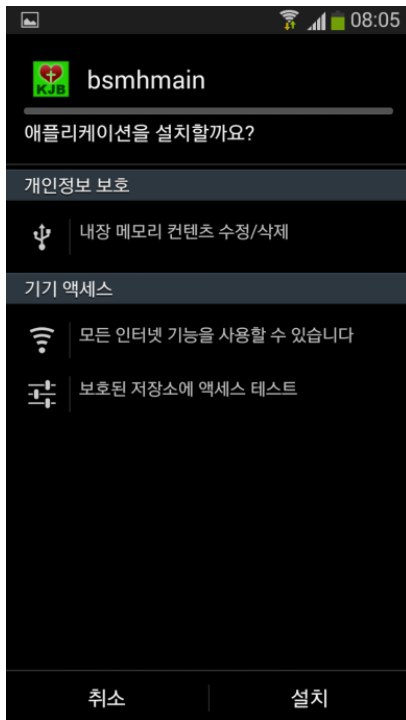 08:05
KJB
bsmhmain
애플리케이션을 설치할까요?
개인정보 보호
내장 메모리 컨텐츠 수정/삭제
기기 액세스
모든 인터넷 기능을 사용할 수 있습니다
보호된 저장소에 액세스 테스트
취소
설치